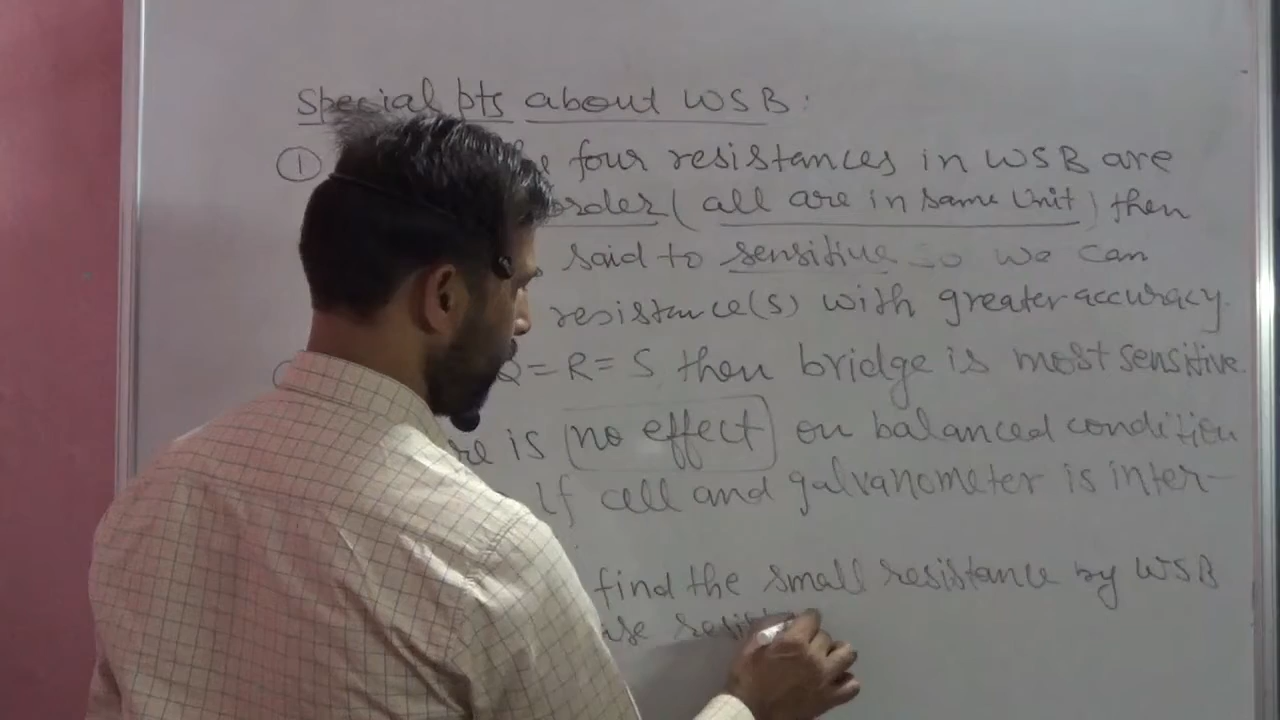 Special pts about WSB:
① four resistances in WSB are
order (all are in same Unit) then
said to sensitive so we can
resistance(s) with greater accuracy.
Q = R = S then bridge is most sensitive.
is no effect on balanced condition
If cell and galvanometer is inter-
find the small resistance by WSB